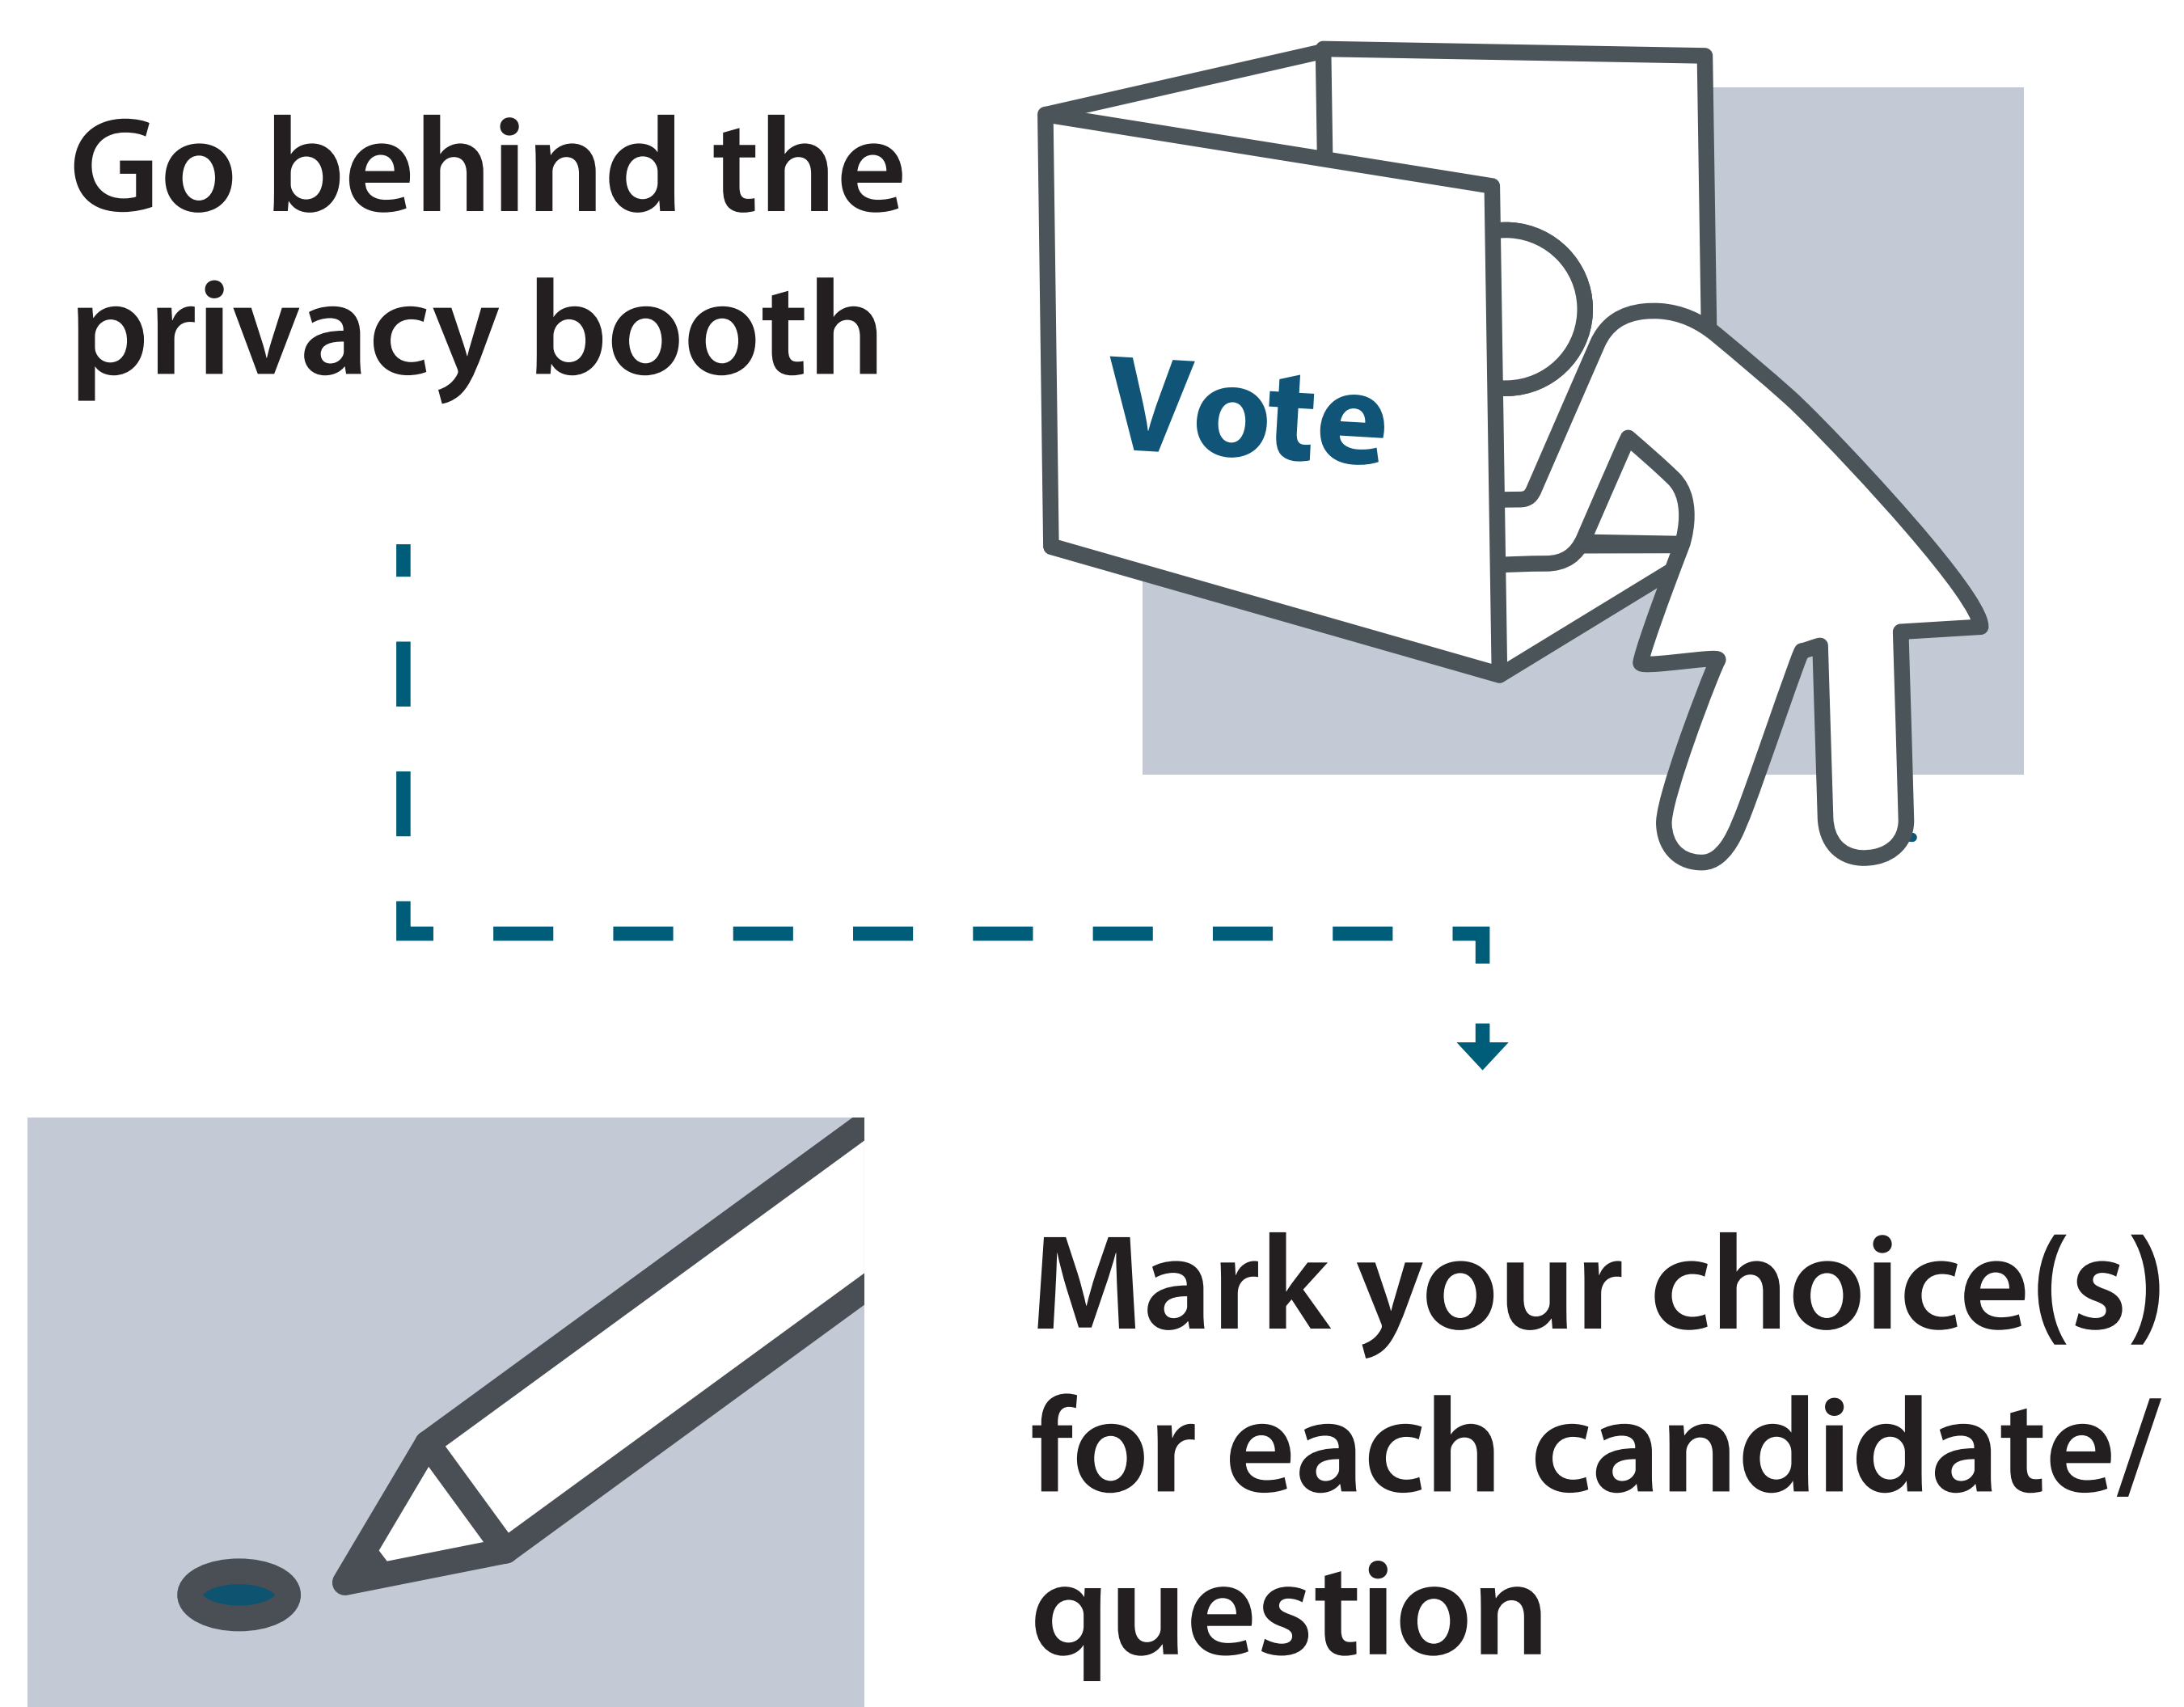 Go behind the
privacy booth
Vote
Mark your choice(s)
for each candidate/
question